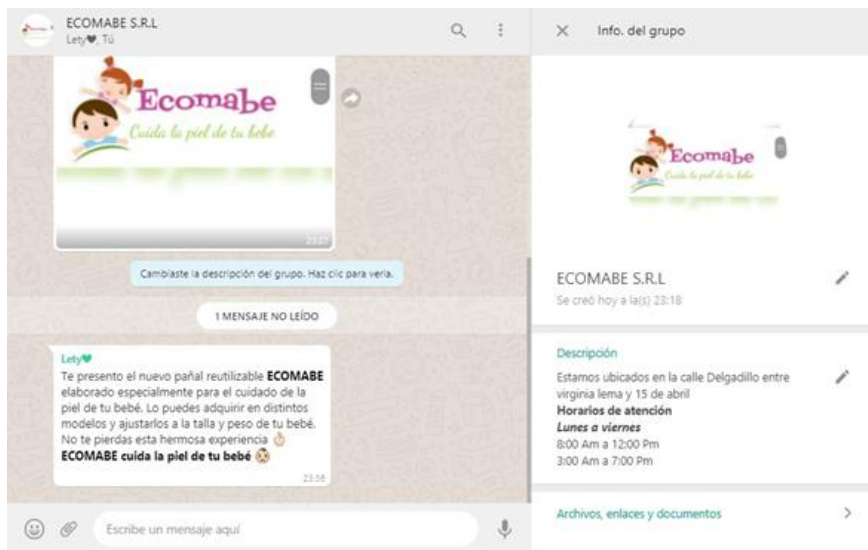 ECOMABE S.R.L
Lety♥, Tú
Ecomabe
Cuida la piel de tu bebe
23:27
Cambiaste la descripción del grupo. Haz clic para verla.
1 MENSAJE NO LEÍDO
Lety♥
Te presento el nuevo pañal reutilizable ECOMABE
elaborado especialmente para el cuidado de la
piel de tu bebé. Lo puedes adquirir en distintos
modelos y ajustarlos a la talla y peso de tu bebé.
No te pierdas esta hermosa experiencia 👌🏻
ECOMABE cuida la piel de tu bebé 👶🏻
23:36
Escribe un mensaje aquí
Info. del grupo
Ecomabe
Cuida la piel de tu bebe
ECOMABE S.R.L
Se creó hoy a la(s) 23:18
Descripción
Estamos ubicados en la calle Delgadillo entre
virginia lema y 15 de abril
Horarios de atención
Lunes a viernes
8:00 Am a 12:00 Pm
3:00 Am a 7:00 Pm
Archivos, enlaces y documentos